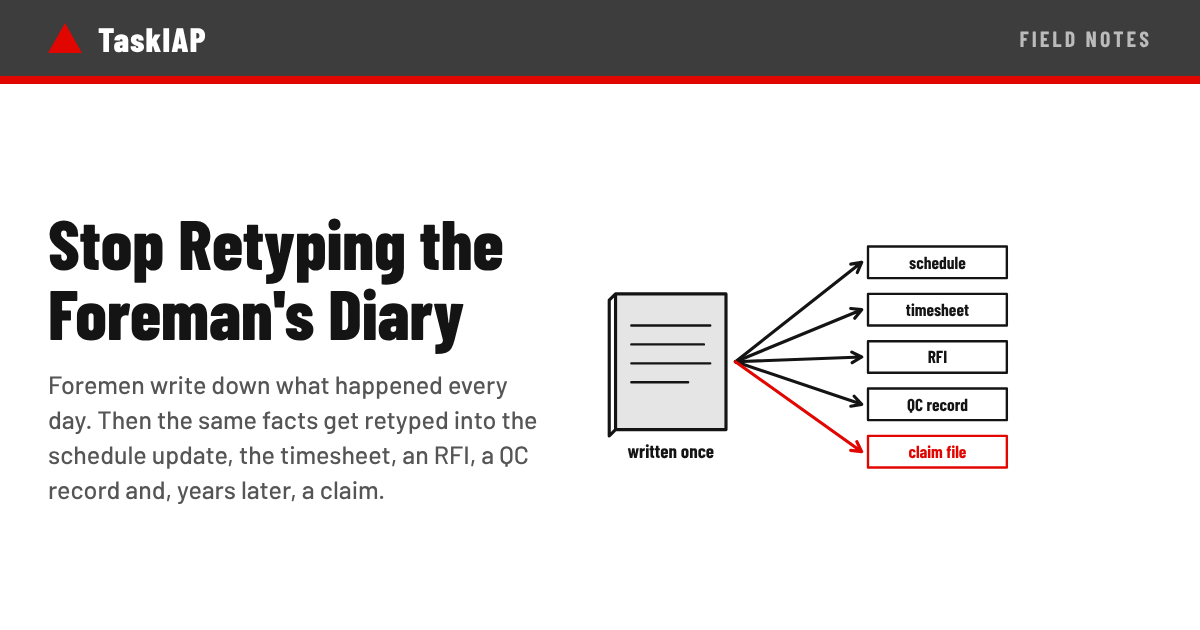 TaskIAP
FIELD NOTES
Stop Retyping the
Foreman's Diary
Foremen write down what happened every
day. Then the same facts get retyped into the
schedule update, the timesheet, an RFI, a QC
record and, years later, a claim.
written once
schedule
timesheet
RFI
QC record
claim file